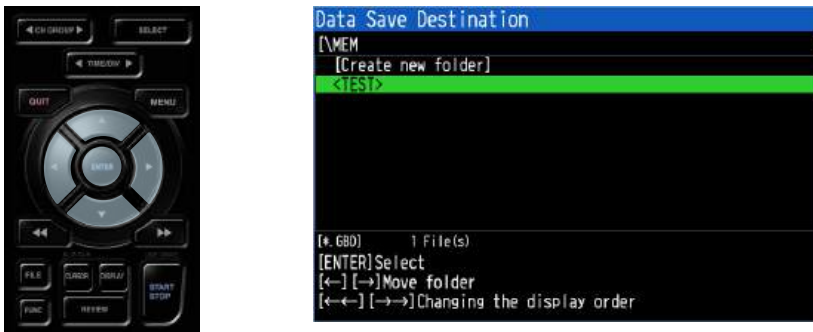 ◄ CH GROUP ►
SELECT
◄ TIME/DIV ►
QUIT
MENU
ENTER
FILE
CURSOR
DISPLAY
START
STOP
FUNC
REVIEW
Data Save Destination
[\MEM
[Create new folder]
<TEST>
[*.GBD] 1 File(s)
[ENTER]Select
[←][→]Move folder
[←←][→→]Changing the display order